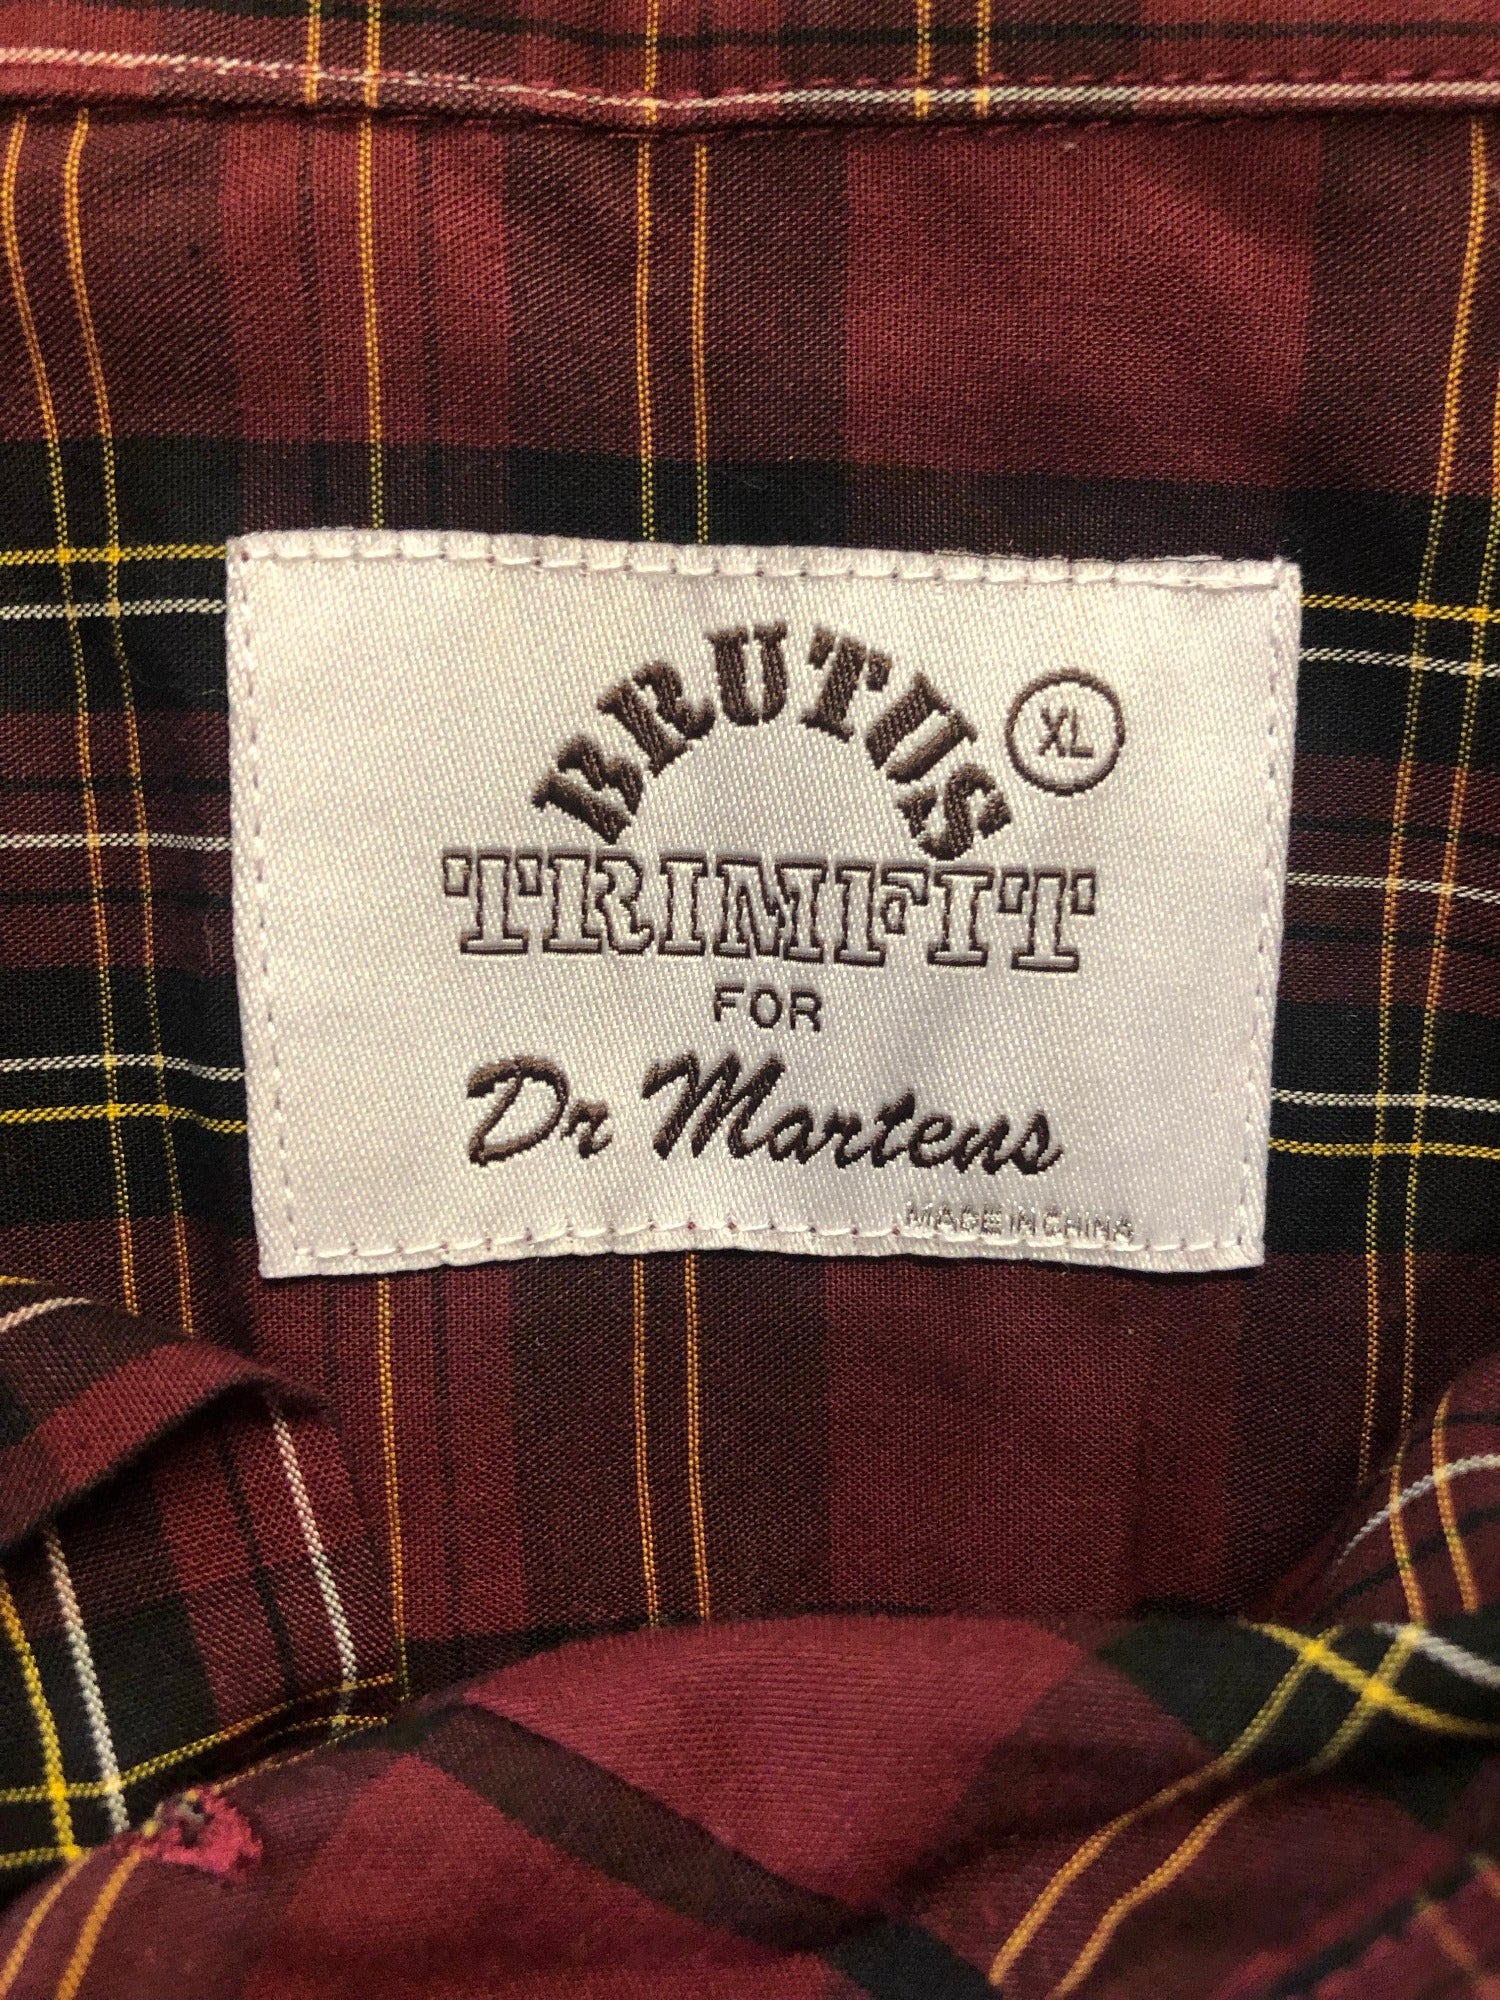 BRUTUS
XL
TRIMFIT
FOR
Dr Martens
MADE IN CHINA